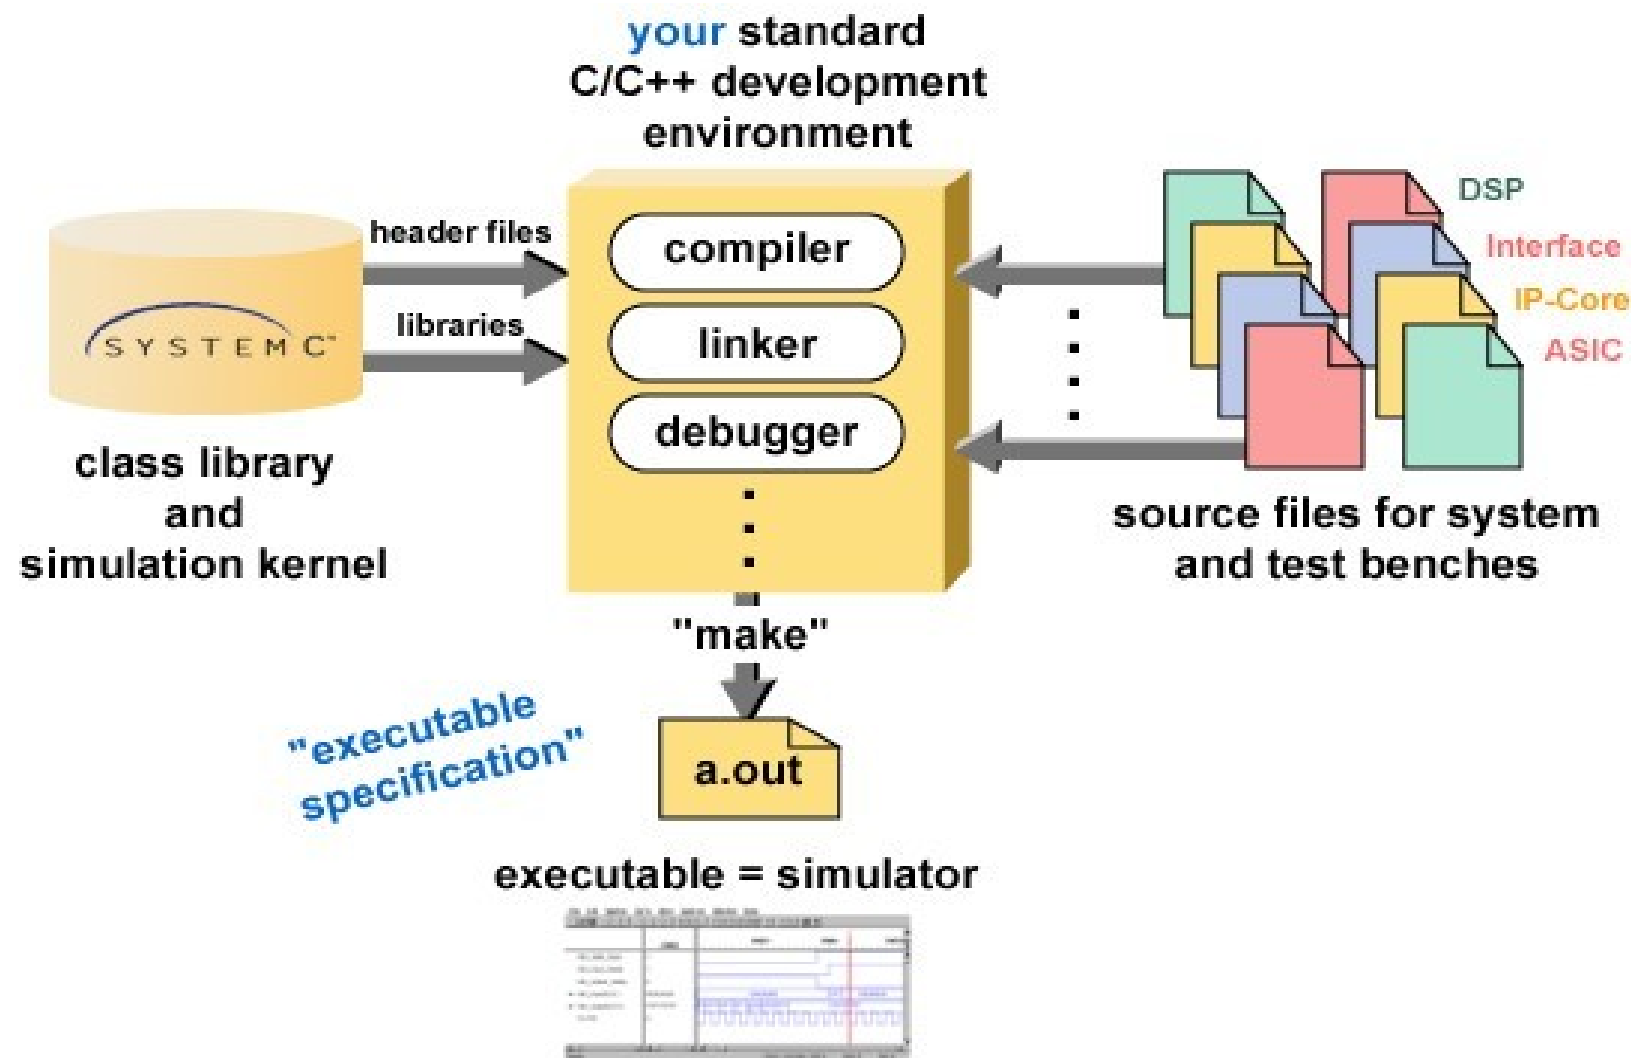 your standard
C/C++ development
environment
header files
libraries
SYSTEMC™
class library
and
simulation kernel
compiler
linker
debugger
DSP
Interface
IP-Core
ASIC
source files for system
and test benches
"make"
"executable
specification"
a.out
executable = simulator